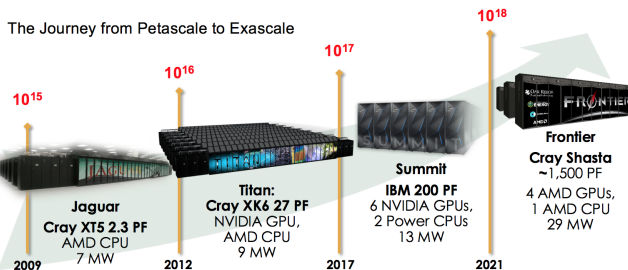 The Journey from Petascale to Exascale
10^15
10^16
10^17
10^18
Jaguar
Cray XT5 2.3 PF
AMD CPU
7 MW
Titan:
Cray XK6 27 PF
NVIDIA GPU,
AMD CPU
9 MW
SUMMIT
Summit
IBM 200 PF
6 NVIDIA GPUs,
2 Power CPUs
13 MW
FRONTIER
AMD
Frontier
Cray Shasta
~1,500 PF
4 AMD GPUs,
1 AMD CPU
29 MW
2009
2012
2017
2021